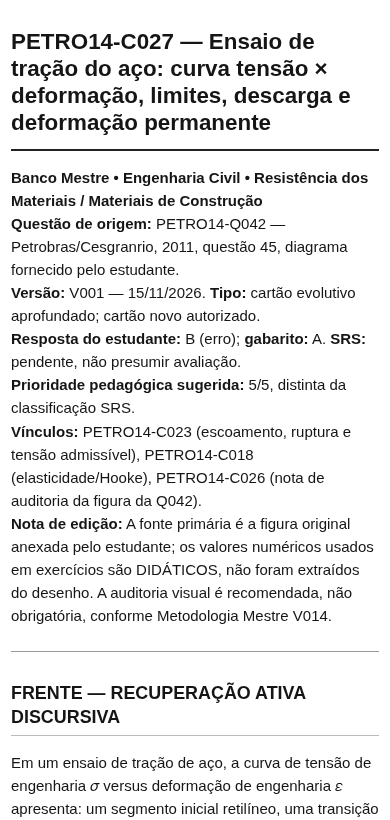 PETRO14-C027 — Ensaio de
tração do aço: curva tensão ×
deformação, limites, descarga e
deformação permanente
Banco Mestre • Engenharia Civil • Resistência dos
Materiais / Materiais de Construção
Questão de origem: PETRO14-Q042 —
Petrobras/Cesgranrio, 2011, questão 45, diagrama
fornecido pelo estudante.
Versão: V001 — 15/11/2026. Tipo: cartão evolutivo
aprofundado; cartão novo autorizado.
Resposta do estudante: B (erro); gabarito: A. SRS:
pendente, não presumir avaliação.
Prioridade pedagógica sugerida: 5/5, distinta da
classificação SRS.
Vínculos: PETRO14-C023 (escoamento, ruptura e
tensão admissível), PETRO14-C018
(elasticidade/Hooke), PETRO14-C026 (nota de
auditoria da figura da Q042).
Nota de edição: A fonte primária é a figura original
anexada pelo estudante; os valores numéricos usados
em exercícios são DIDÁTICOS, não foram extraídos
do desenho. A auditoria visual é recomendada, não
obrigatória, conforme Metodologia Mestre V014.
FRENTE — RECUPERAÇÃO ATIVA
DISCURSIVA
Em um ensaio de tração de aço, a curva de tensão de
engenharia σ versus deformação de engenharia ε
apresenta: um segmento inicial retilíneo, uma transição